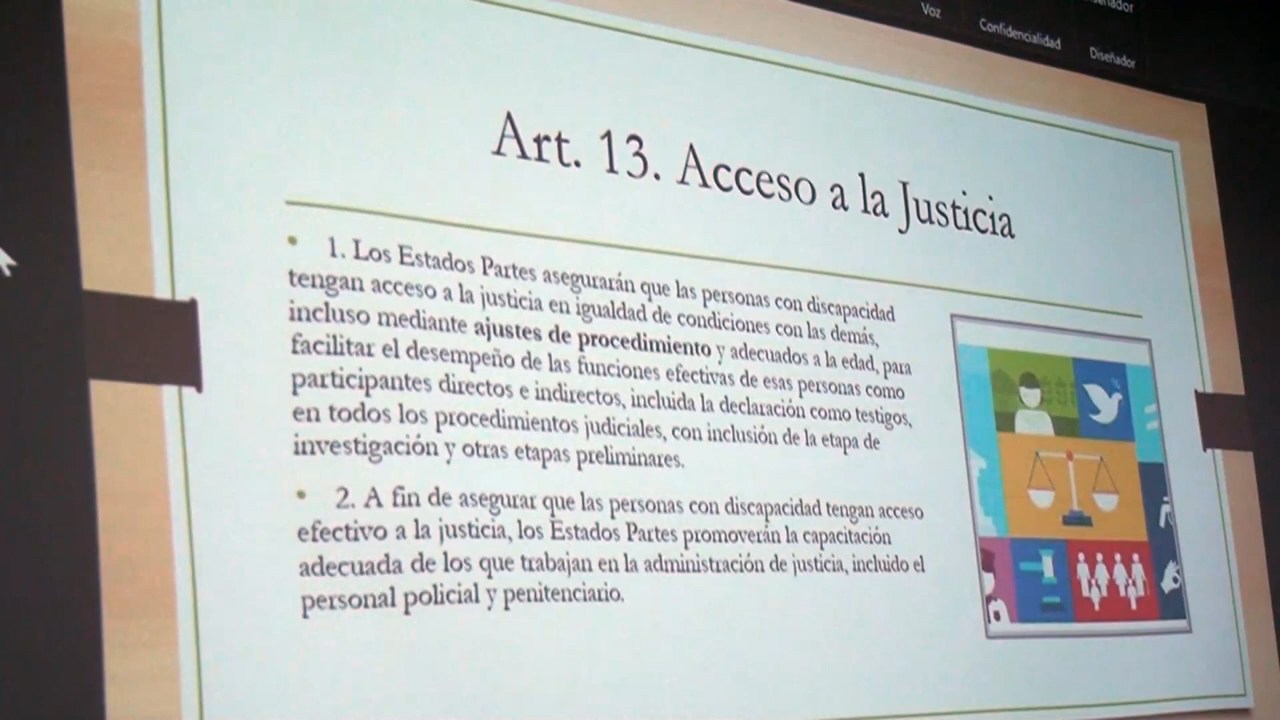 Voz
Confidencialidad
Diseñador
Art. 13. Acceso a la Justicia
• 1. Los Estados Partes asegurarán que las personas con discapacidad
tengan acceso a la justicia en igualdad de condiciones con las demás,
incluso mediante ajustes de procedimiento y adecuados a la edad, para
facilitar el desempeño de las funciones efectivas de esas personas como
participantes directos e indirectos, incluida la declaración como testigos,
en todos los procedimientos judiciales, con inclusión de la etapa de
investigación y otras etapas preliminares.
• 2. A fin de asegurar que las personas con discapacidad tengan acceso
efectivo a la justicia, los Estados Partes promoverán la capacitación
adecuada de los que trabajan en la administración de justicia, incluido el
personal policial y penitenciario.